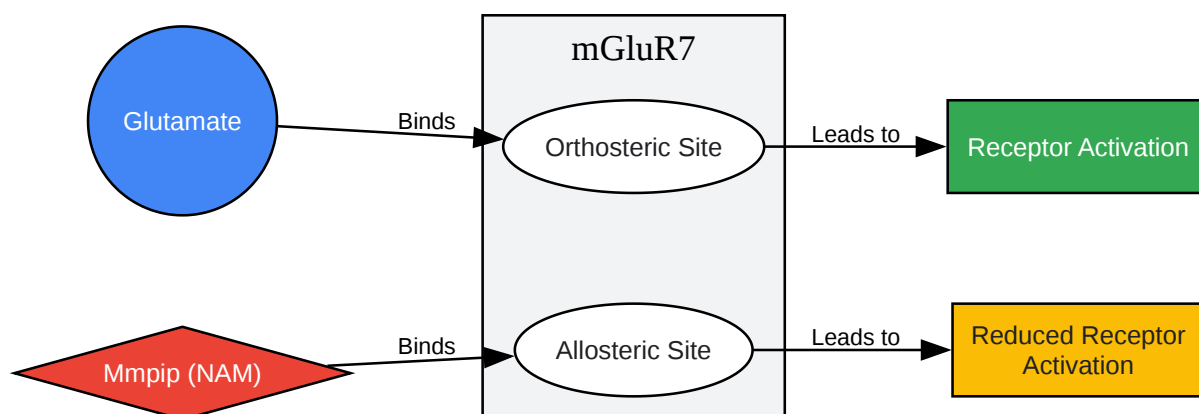 mGluR7
Glutamate
Binds
Orthosteric Site
Leads to
Receptor Activation
Mmpip (NAM)
Binds
Allosteric Site
Leads to
Reduced Receptor
Activation